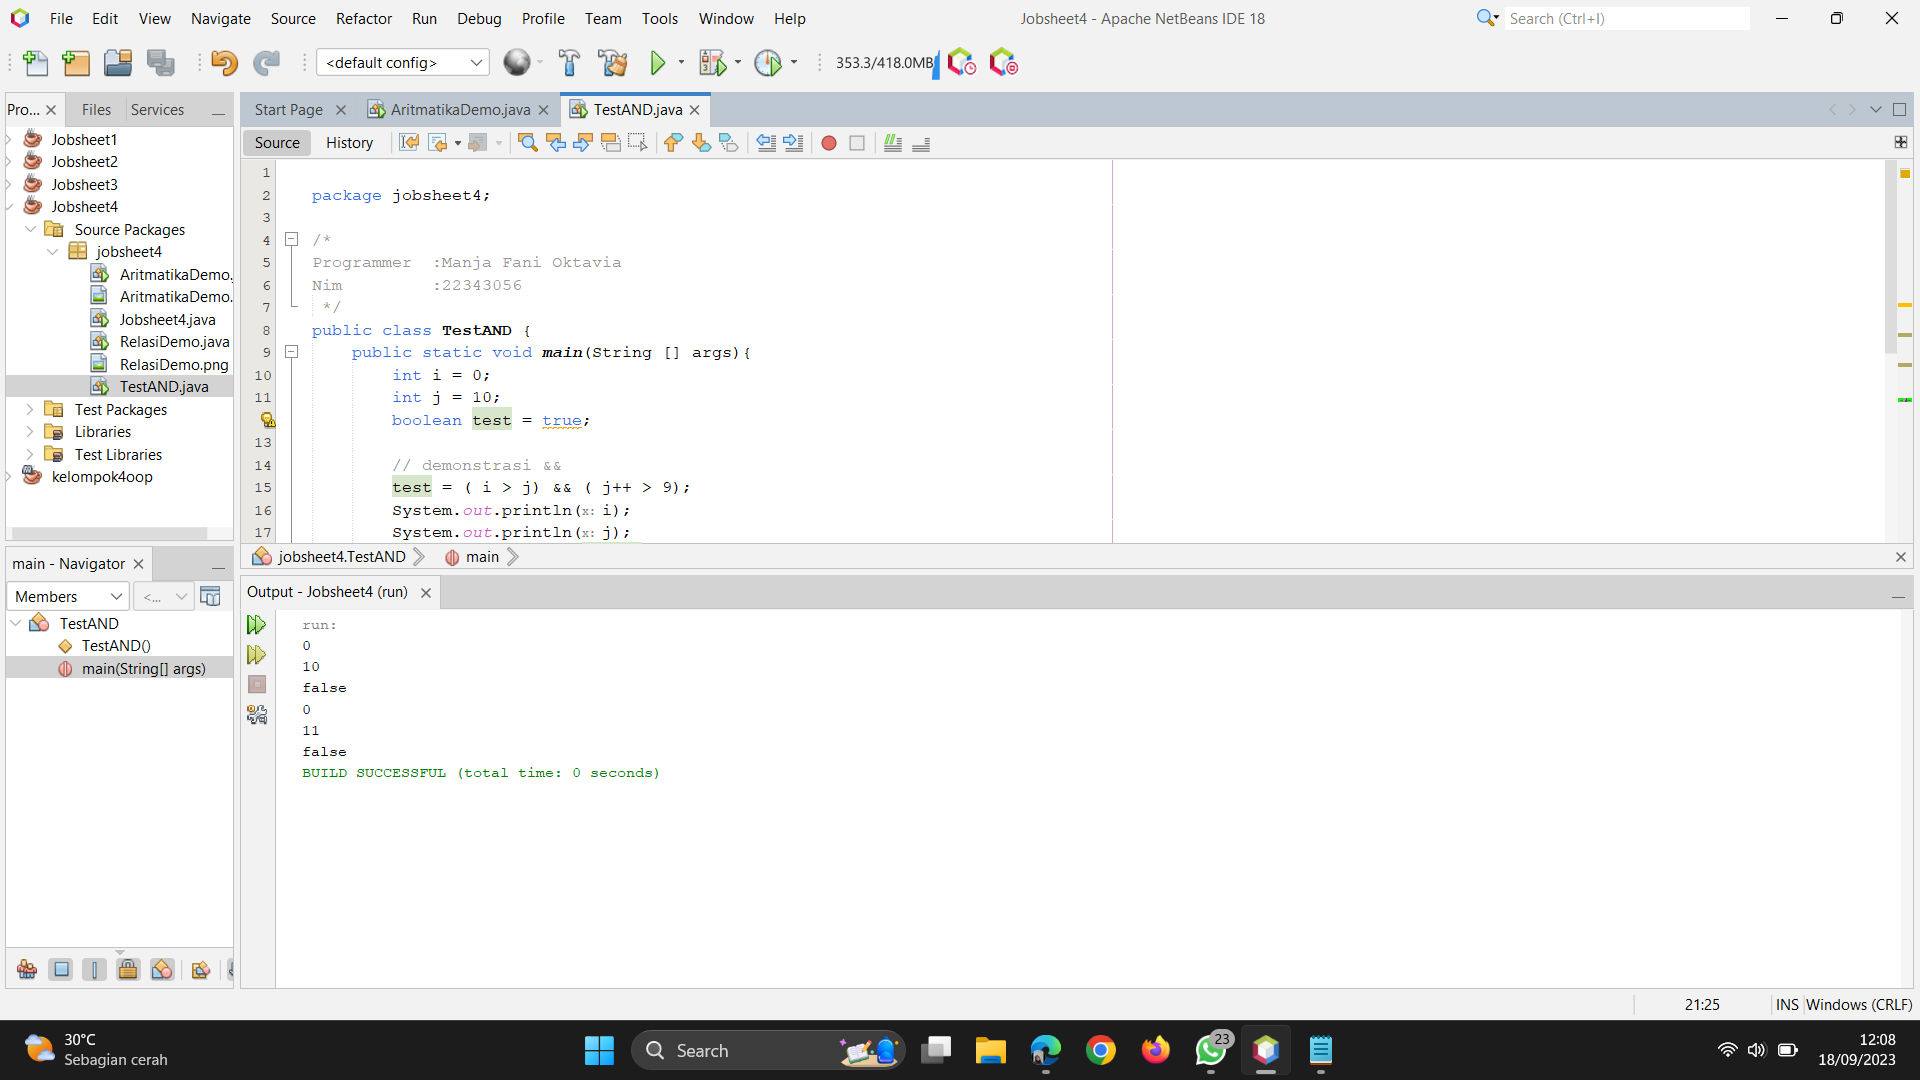 File Edit View Navigate Source Refactor Run Debug Profile Team Tools Window Help
Jobsheet4 - Apache NetBeans IDE 18
Search (Ctrl+I)
<default config>
353.3/418.0MB
Pro... Files Services
Jobsheet1
Jobsheet2
Jobsheet3
Jobsheet4
Source Packages
jobsheet4
AritmatikaDemo.
AritmatikaDemo.
Jobsheet4.java
RelasiDemo.java
RelasiDemo.png
TestAND.java
Test Packages
Libraries
Test Libraries
kelompok4oop
Start Page AritmatikaDemo.java TestAND.java
Source History
1
2 package jobsheet4;
3
4 /*
5 Programmer :Manja Fani Oktavia
6 Nim :22343056
7 */
8 public class TestAND {
9 public static void main(String [] args){
10 int i = 0;
11 int j = 10;
boolean test = true;
13
14 // demonstrasi &&
15 test = ( i > j) && ( j++ > 9);
16 System.out.println(x: i);
17 System.out.println(x: j);
jobsheet4.TestAND main
main - Navigator
Members <...
TestAND
TestAND()
main(String[] args)
Output - Jobsheet4 (run)
run:
0
10
false
0
11
false
BUILD SUCCESSFUL (total time: 0 seconds)
21:25 INS Windows (CRLF)
30°C
Sebagian cerah
Search
23
12:08
18/09/2023